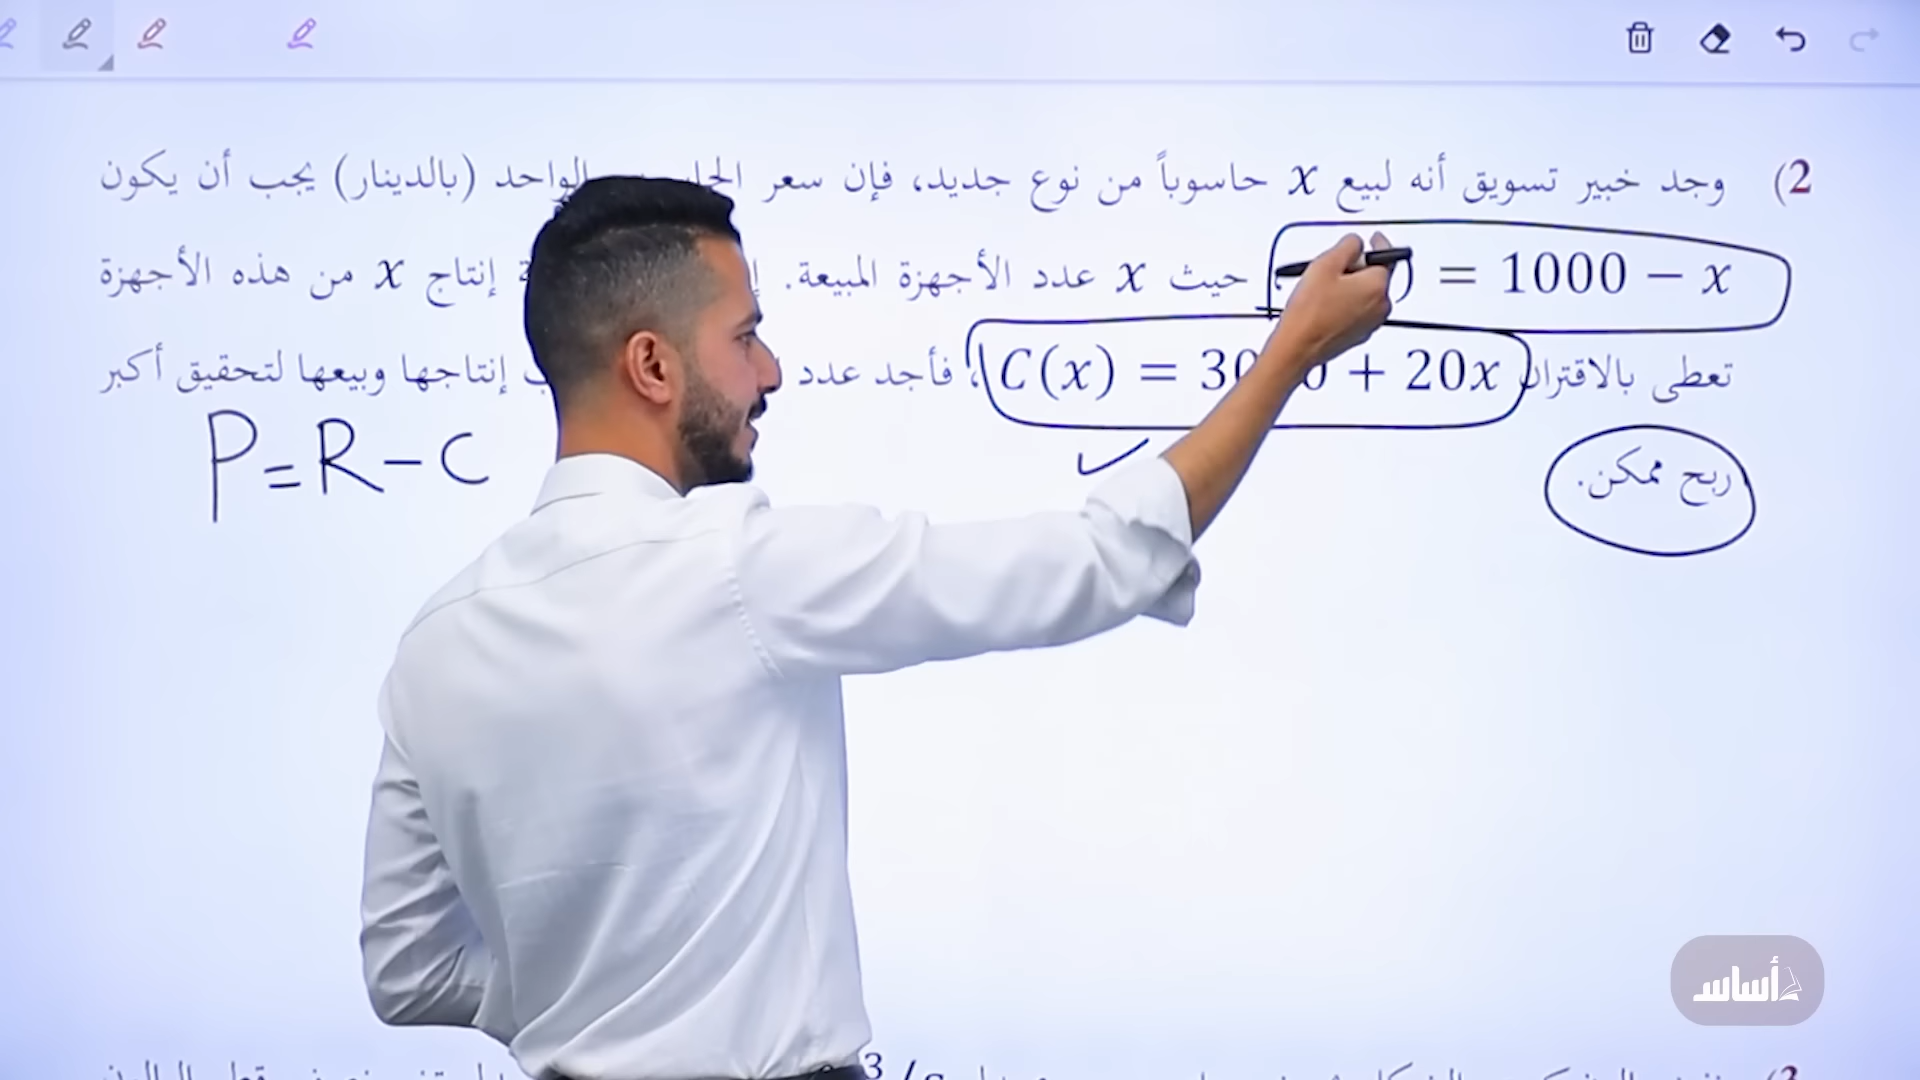 (2 وجد خبير تسويق أنه لبيع x حاسوباً من نوع جديد، فإن سعر الواحد (بالدينار) يجب أن يكون
= 1000 − x حيث x عدد الأجهزة المبيعة. إنتاج x من هذه الأجهزة
تعطى بالاقتران C(x) = + 20x، فأجد عدد إنتاجها وبيعها لتحقيق أكبر
ربح ممكن.
P=R-C
أساس